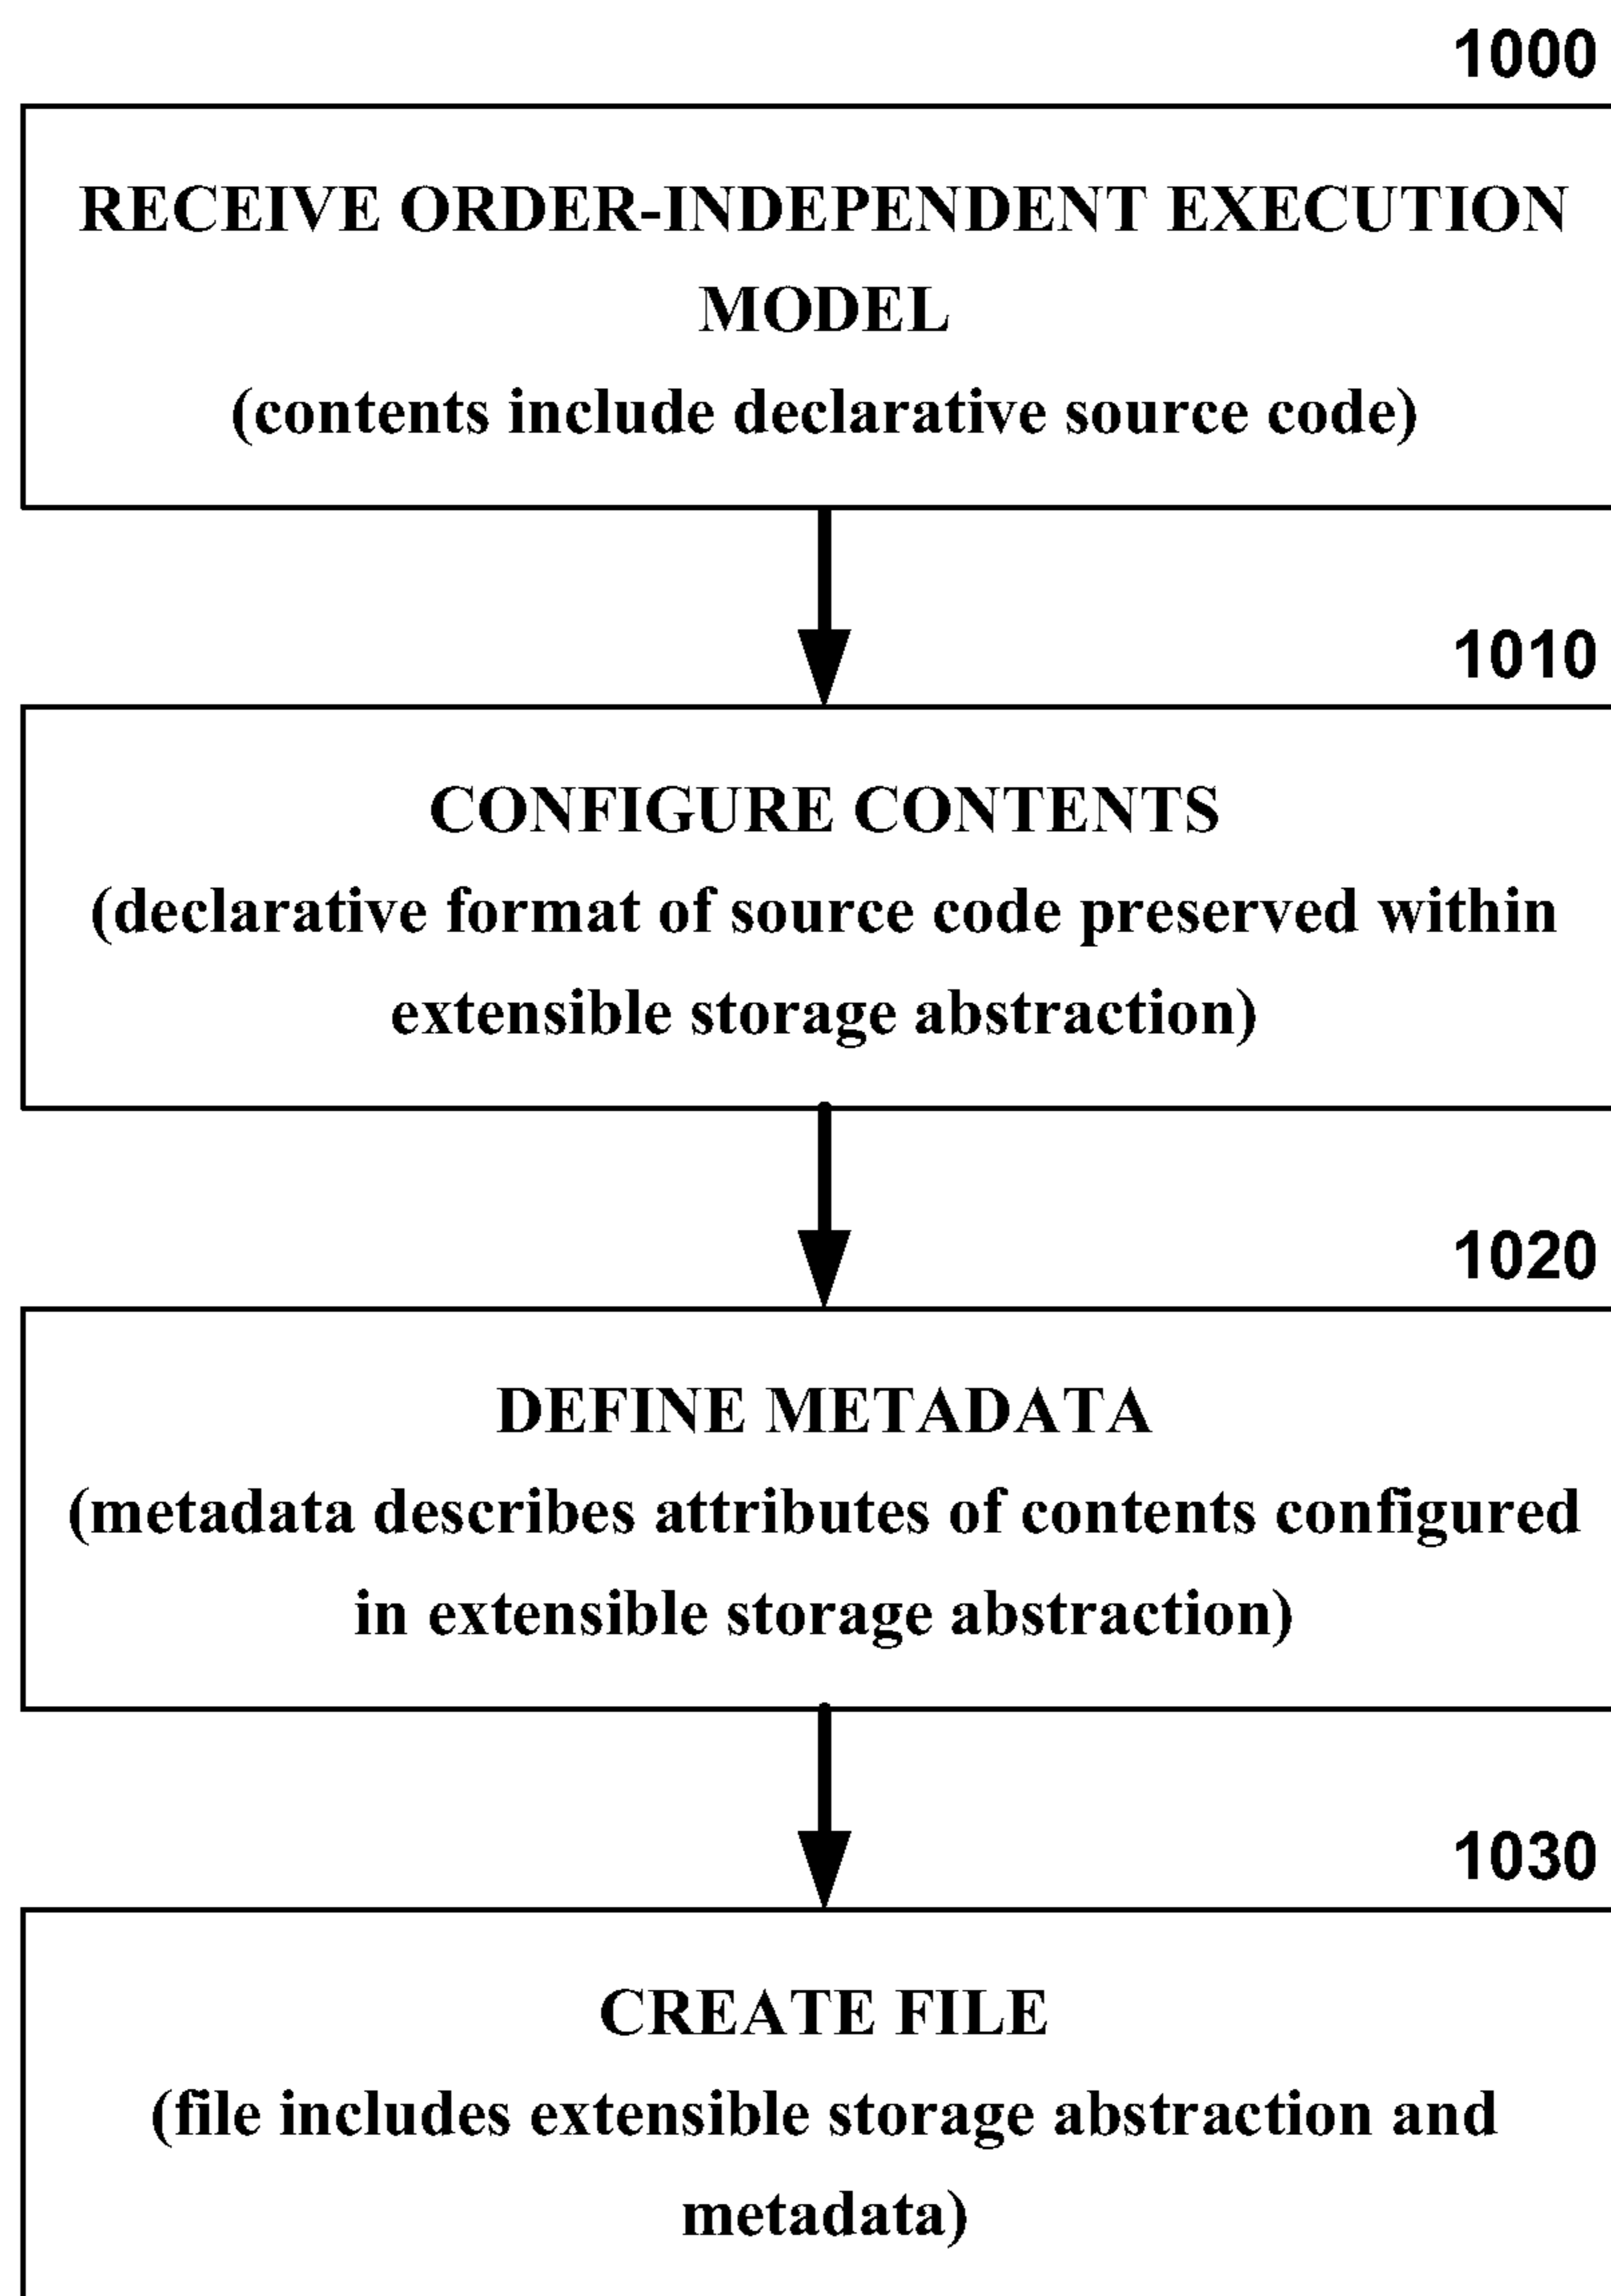 1000
RECEIVE ORDER-INDEPENDENT EXECUTION
MODEL
(contents include declarative source code)
1010
CONFIGURE CONTENTS
(declarative format of source code preserved within
extensible storage abstraction)
1020
DEFINE METADATA
(metadata describes attributes of contents configured
in extensible storage abstraction)
1030
CREATE FILE
(file includes extensible storage abstraction and
metadata)